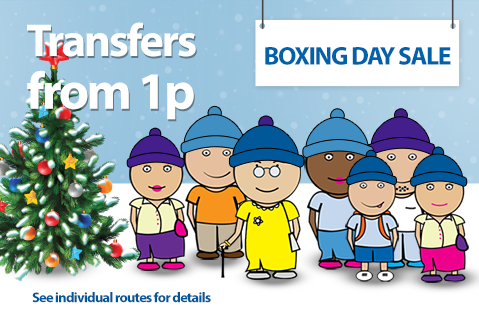 Transfers
from 1p
BOXING DAY SALE
See individual routes for details